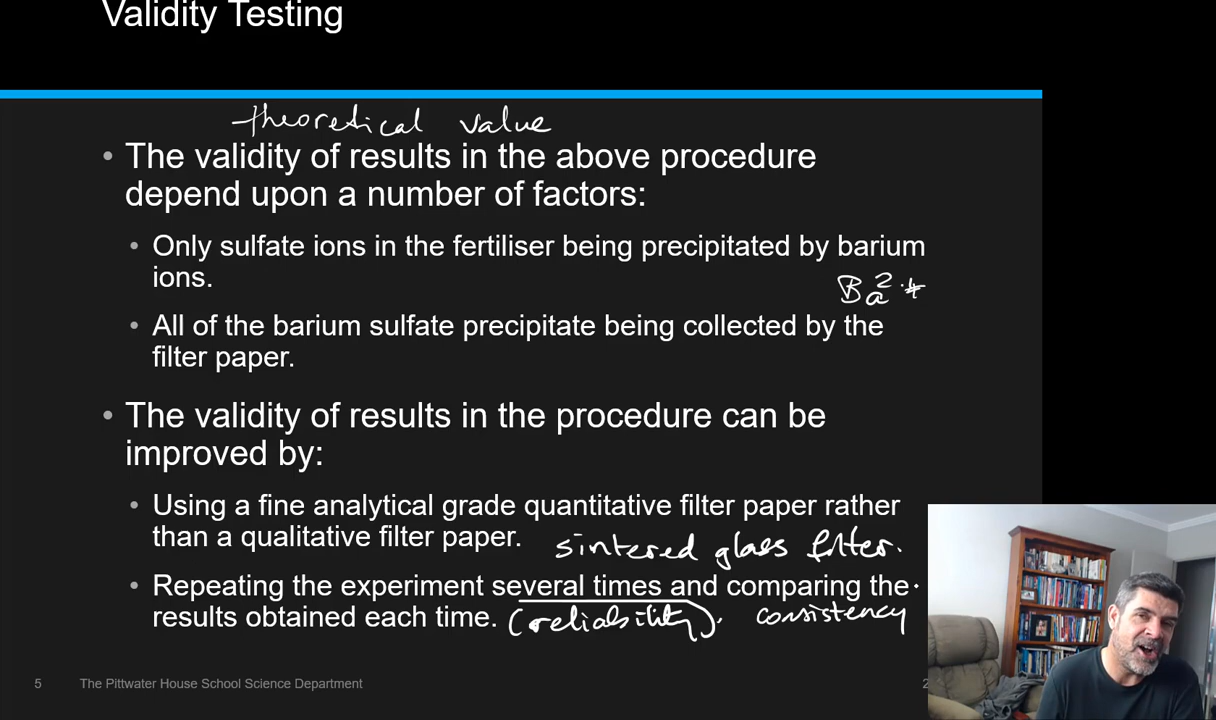 Validity Testing
theoretical value
• The validity of results in the above procedure
depend upon a number of factors:
• Only sulfate ions in the fertiliser being precipitated by barium
ions.
Ba2+
• All of the barium sulfate precipitate being collected by the
filter paper.
• The validity of results in the procedure can be
improved by:
• Using a fine analytical grade quantitative filter paper rather
than a qualitative filter paper. sintered glass filter.
• Repeating the experiment several times and comparing the
results obtained each time. (reliability). consistency
5 The Pittwater House School Science Department 2